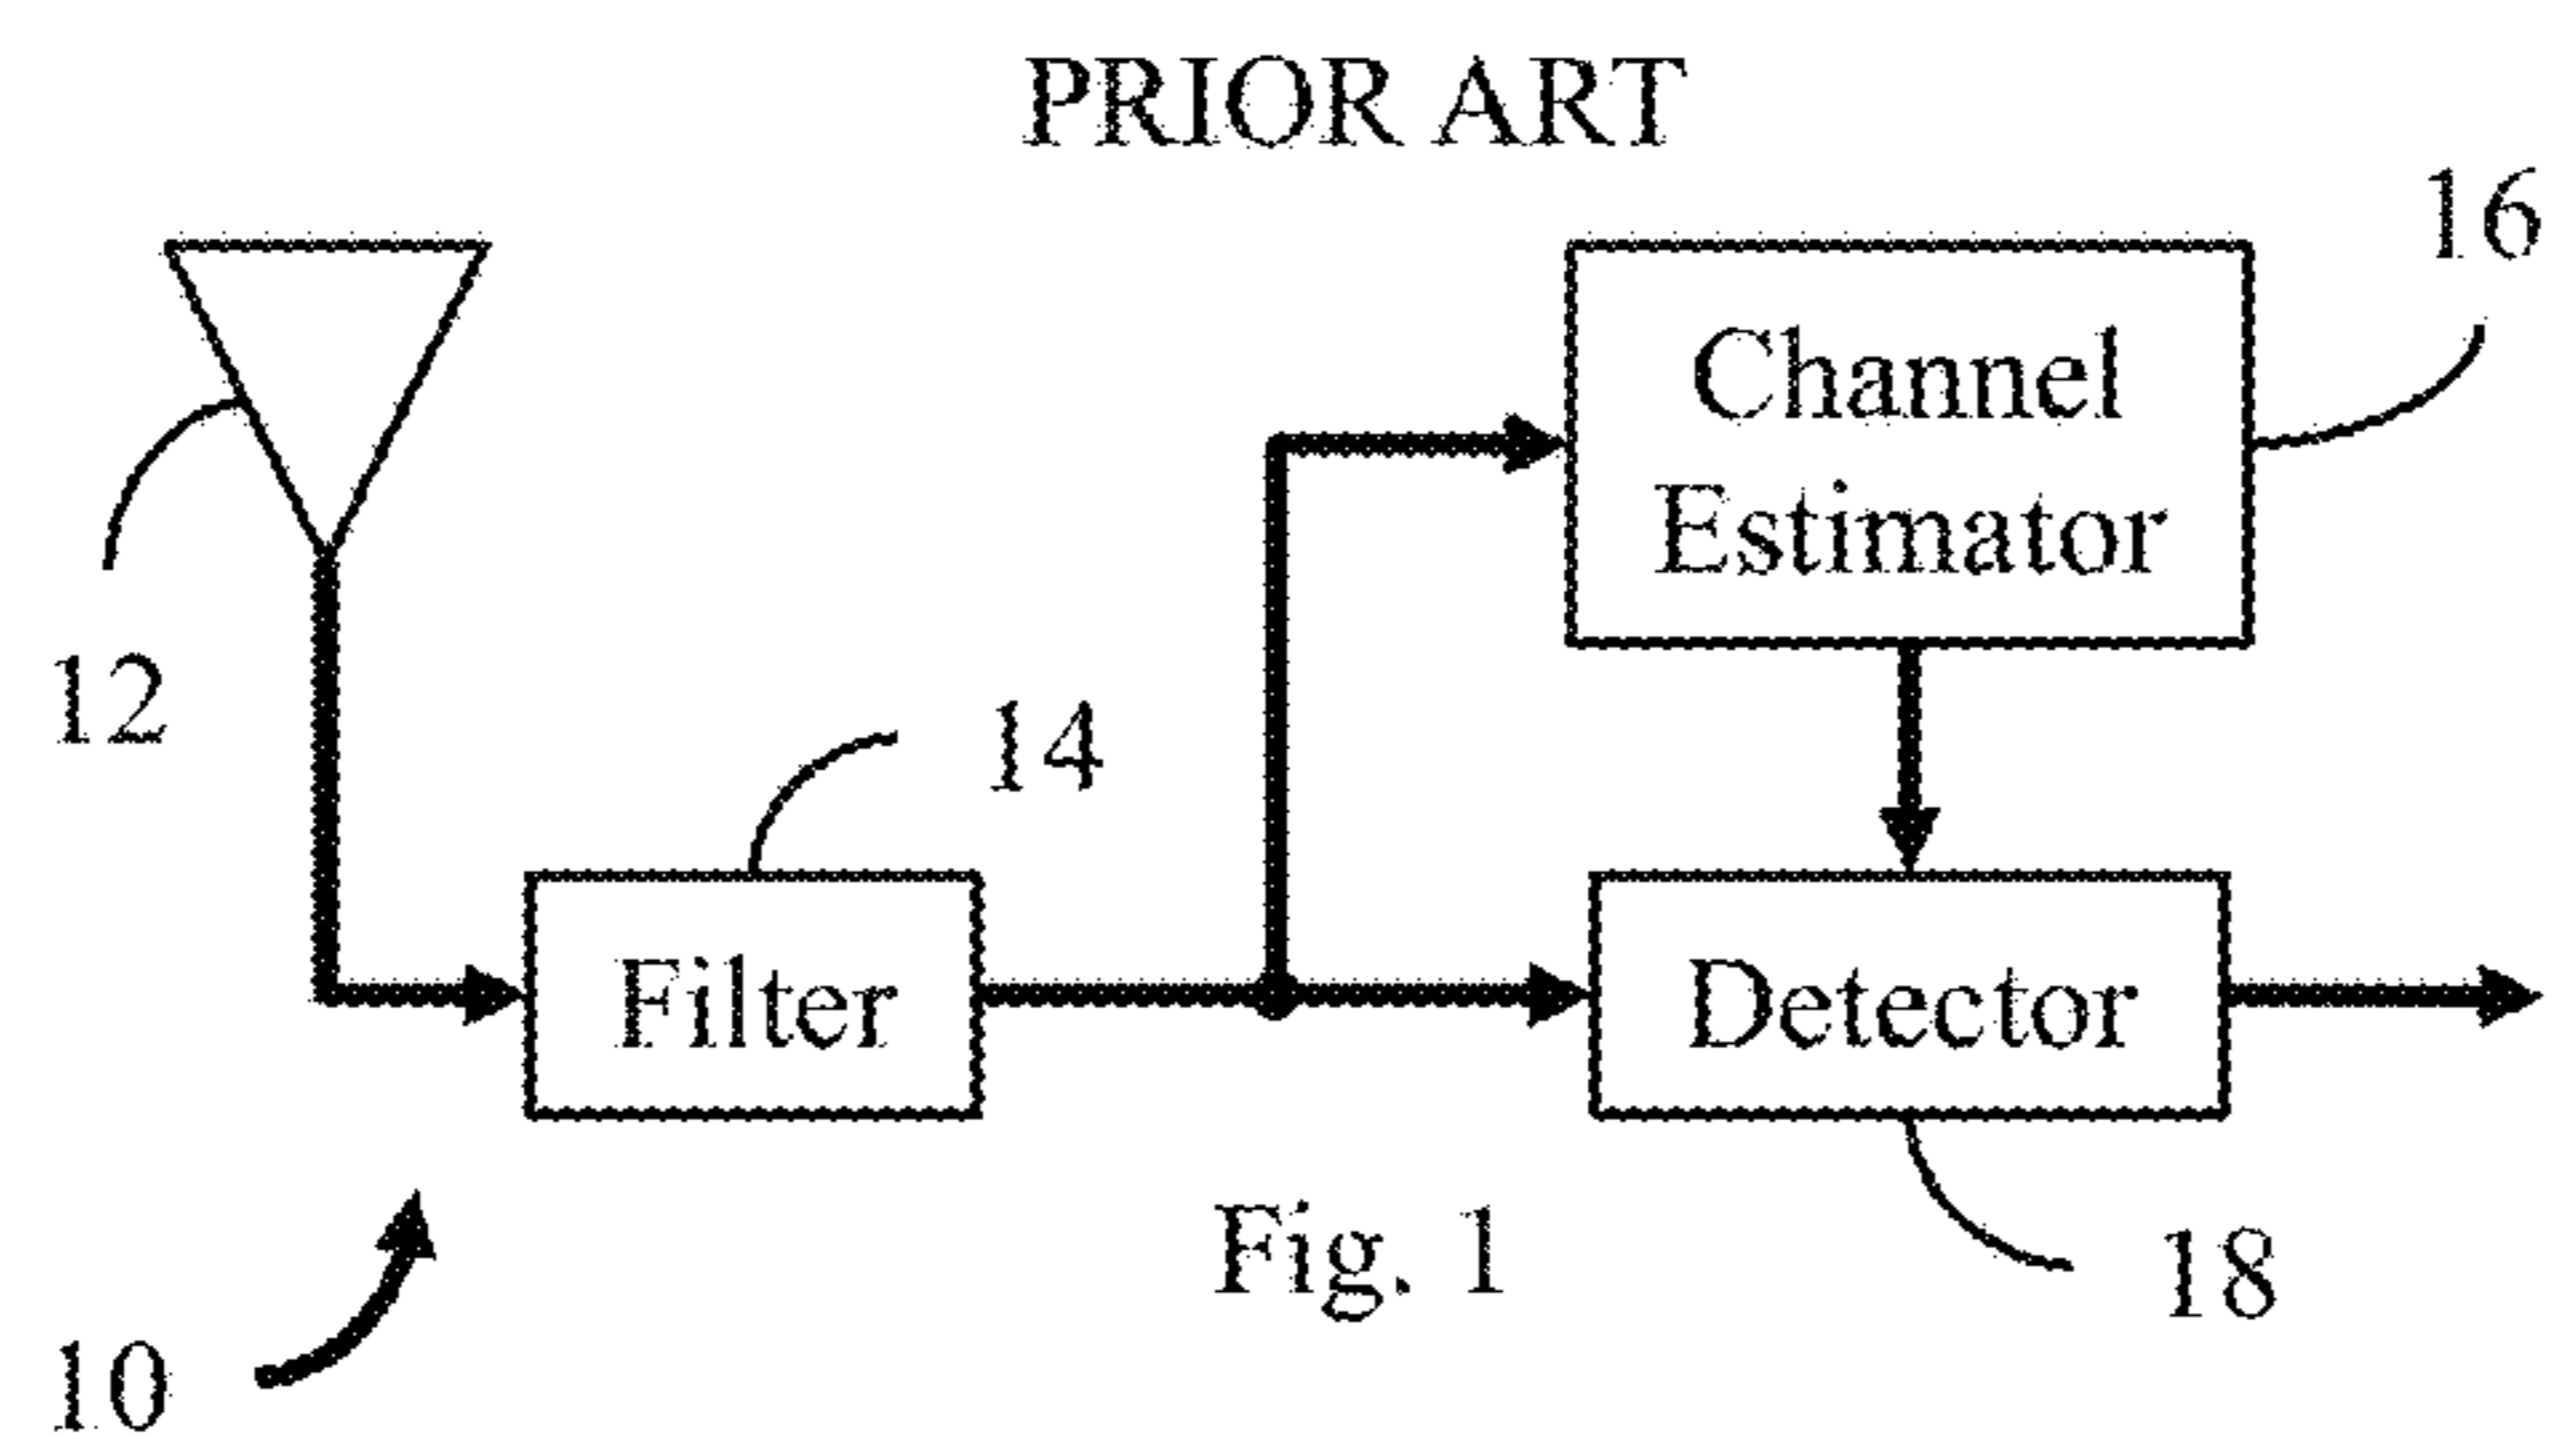 PRIOR ART
16
Channel
Estimator
12
14
Filter
Detector
Fig. 1
18
10